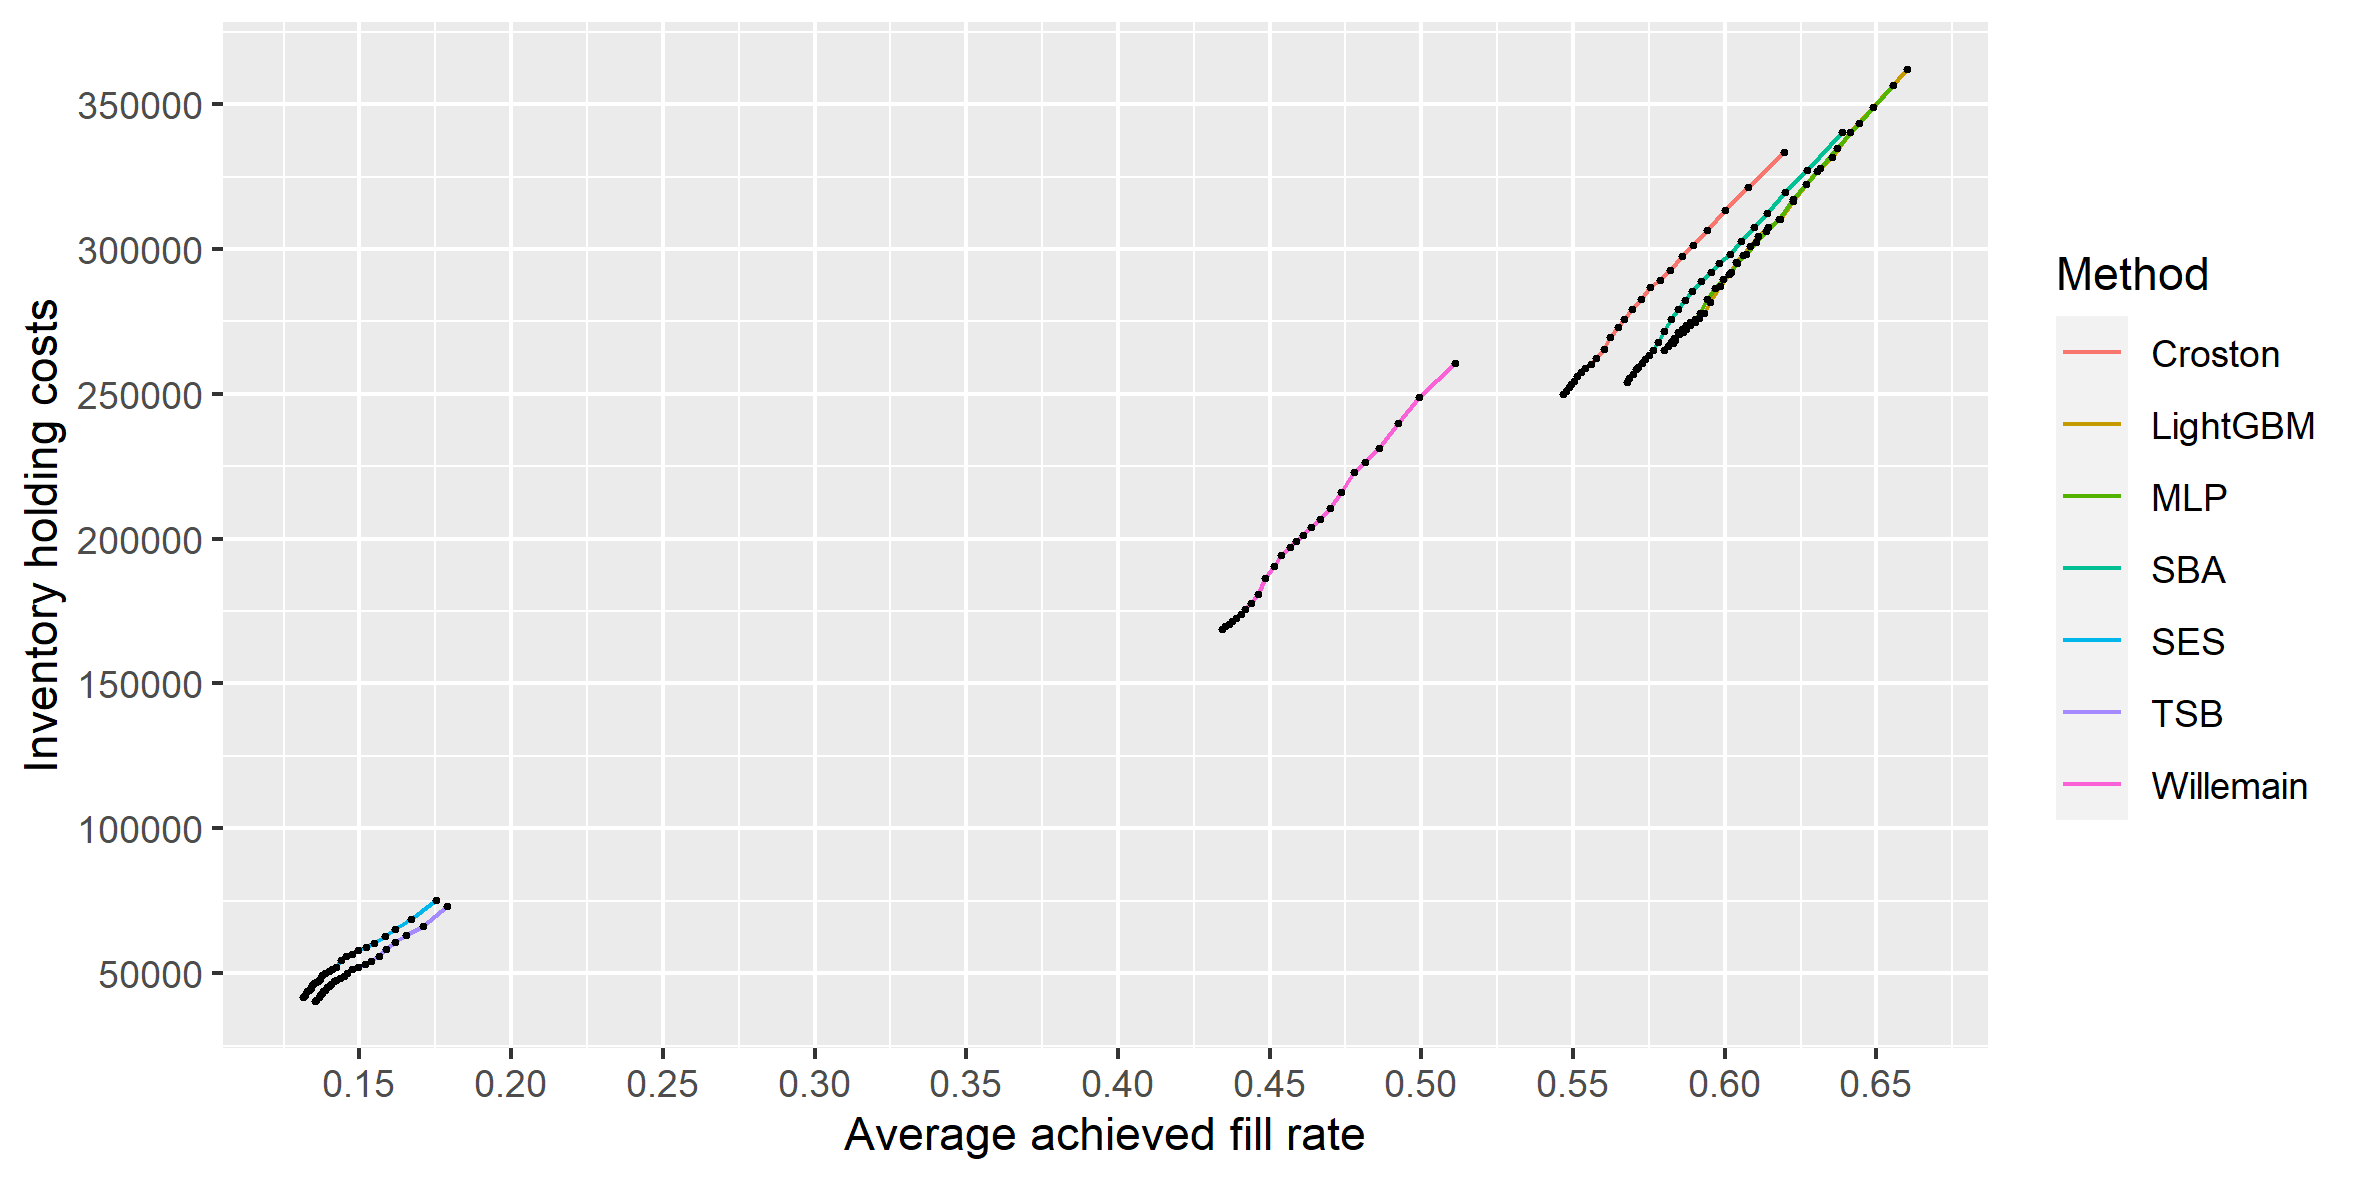 Inventory holding costs
350000
300000
250000
200000
150000
100000
50000
0.15 0.20 0.25 0.30 0.35 0.40 0.45 0.50 0.55 0.60 0.65
Average achieved fill rate
Method
Croston
LightGBM
MLP
SBA
SES
TSB
Willemain